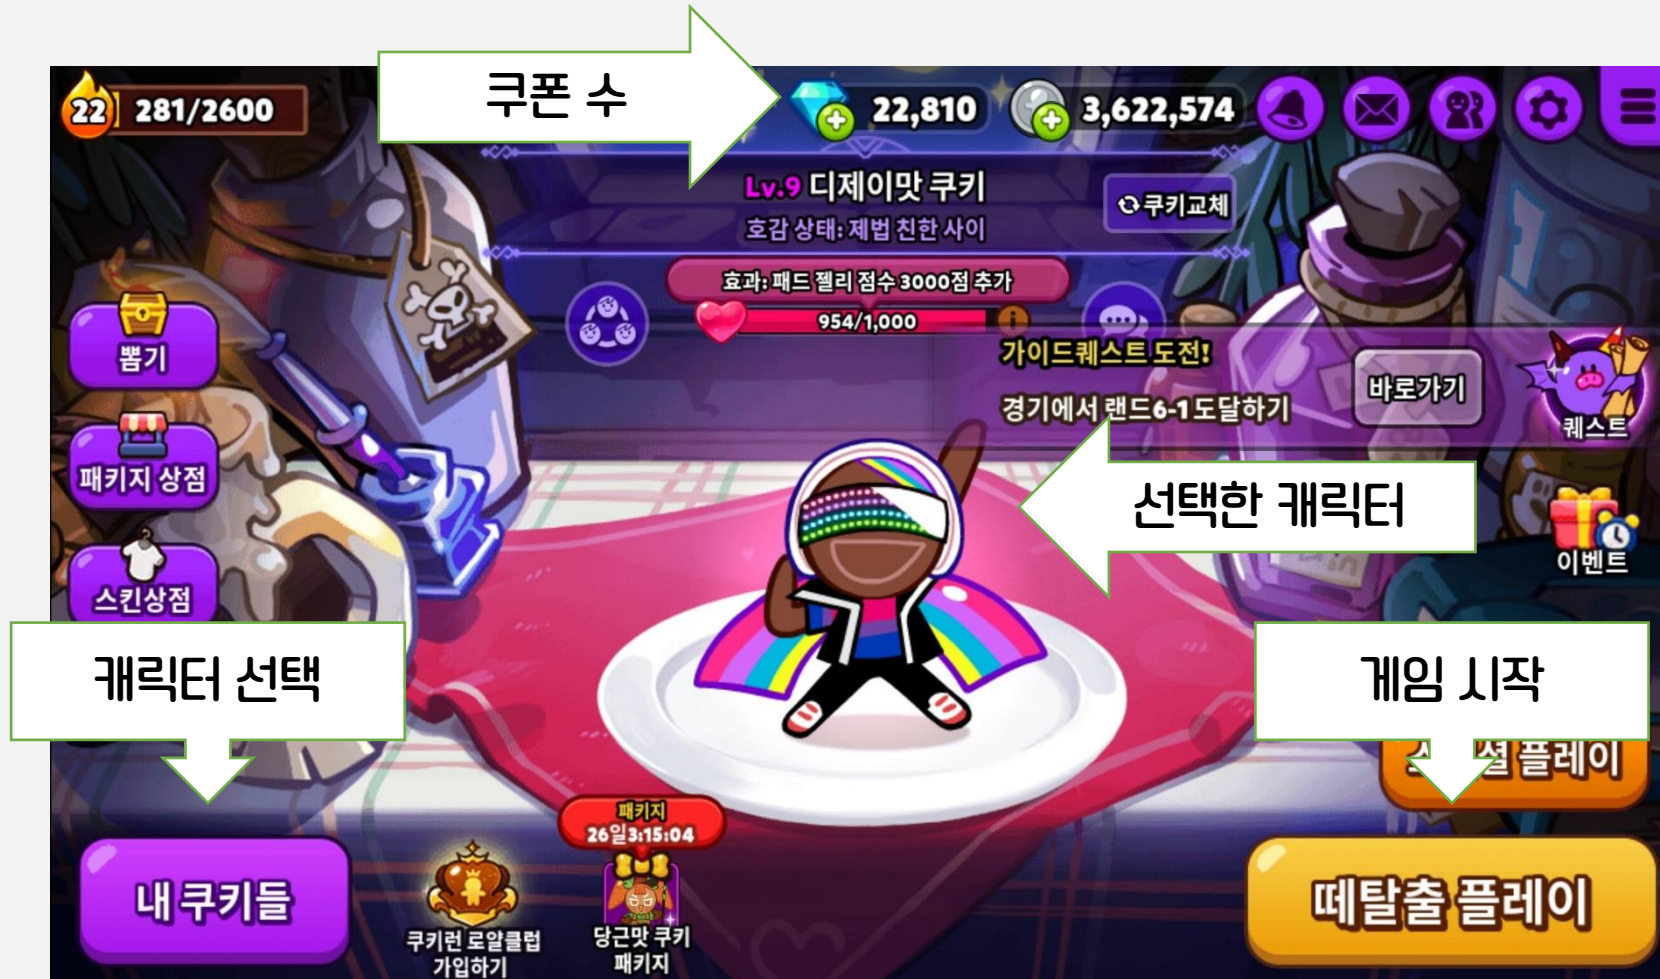 쿠폰 수
22 281/2600
22,810
3,622,574
Lv.9 디제이맛 쿠키
호감 상태: 제법 친한 사이
쿠키교체
효과: 패드 젤리 점수 3000점 추가
954/1,000
가이드퀘스트 도전!
경기에서 랜드6-1 도달하기
바로가기
퀘스트
뽑기
패키지 상점
선택한 캐릭터
이벤트
스킨상점
캐릭터 선택
게임 시작
플레이
패키지
26일3:15:04
내 쿠키들
쿠키런 로얄클럽
가입하기
당근맛 쿠키
패키지
떼탈출 플레이